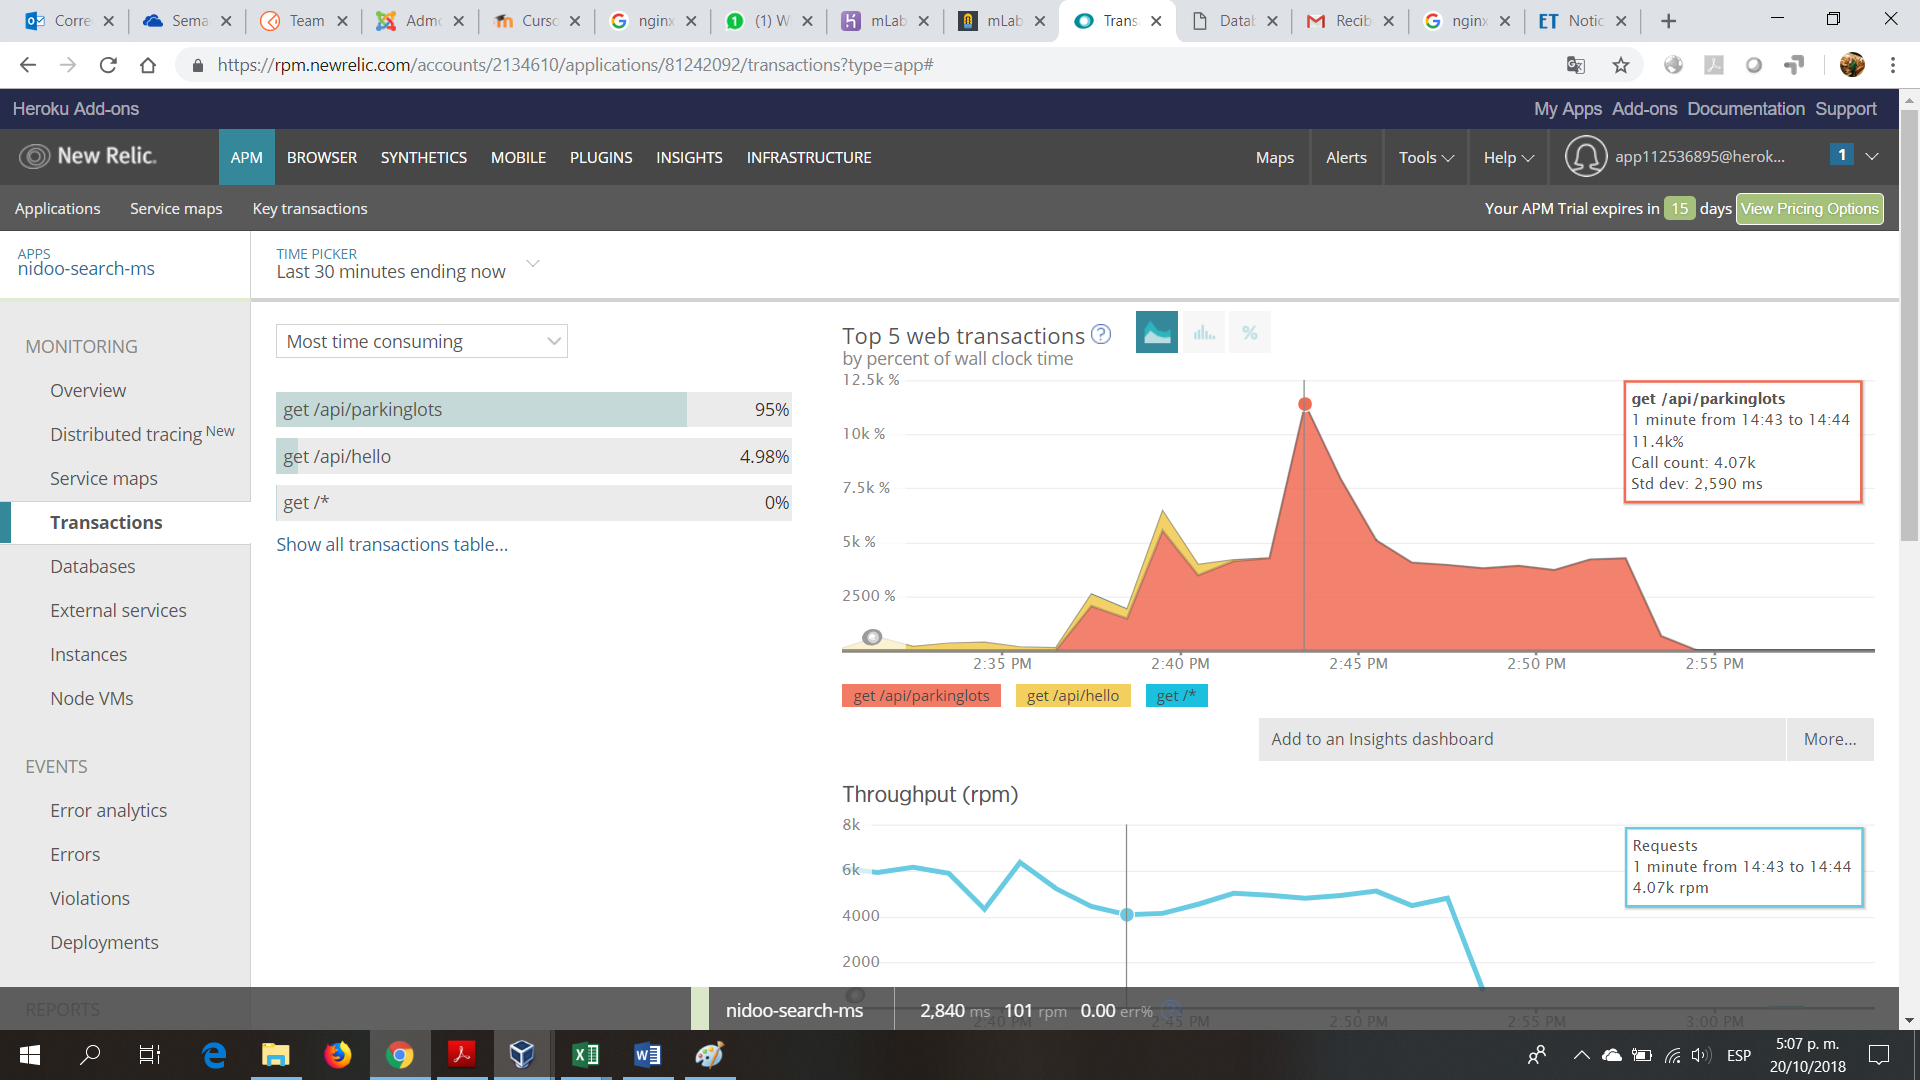 Corre
Sema
Team
Admo
Curso
nginx
(1) W
mLab
mLab
Trans
Datab
Recib
nginx
ET Notic
https://rpm.newrelic.com/accounts/2134610/applications/81242092/transactions?type=app#
Heroku Add-ons
My Apps Add-ons Documentation Support
New Relic.
APM BROWSER SYNTHETICS MOBILE PLUGINS INSIGHTS INFRASTRUCTURE
Maps Alerts Tools Help app112536895@herok... 1
Applications Service maps Key transactions
Your APM Trial expires in 15 days View Pricing Options
APPS
nidoo-search-ms
TIME PICKER
Last 30 minutes ending now
MONITORING
Overview
Distributed tracing New
Service maps
Transactions
Databases
External services
Instances
Node VMs
EVENTS
Error analytics
Errors
Violations
Deployments
REPORTS
Most time consuming
get /api/parkinglots 95%
get /api/hello 4.98%
get /* 0%
Show all transactions table...
Top 5 web transactions ?
%
by percent of wall clock time
12.5k %
10k %
7.5k %
5k %
2500 %
get /api/parkinglots
1 minute from 14:43 to 14:44
11.4k%
Call count: 4.07k
Std dev: 2,590 ms
2:35 PM 2:40 PM 2:45 PM 2:50 PM 2:55 PM
get /api/parkinglots get /api/hello get /*
Add to an Insights dashboard More...
Throughput (rpm)
8k
6k
4000
2000
Requests
1 minute from 14:43 to 14:44
4.07k rpm
2:40 PM 2:45 PM 2:50 PM 2:55 PM 3:00 PM
nidoo-search-ms 2,840 ms 101 rpm 0.00 err%
ESP
5:07 p. m.
20/10/2018